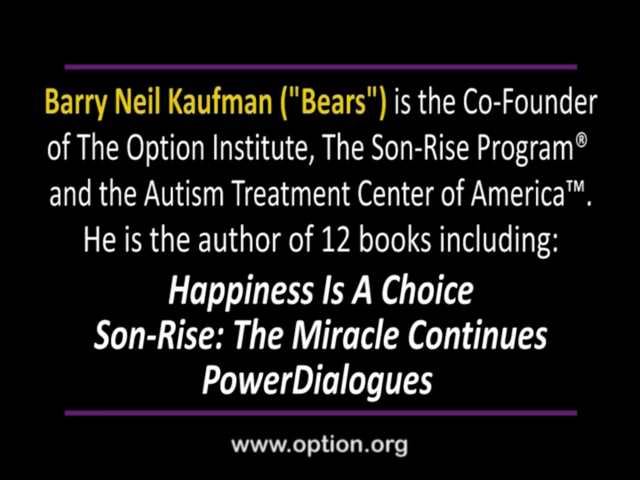 Barry Neil Kaufman ("Bears") is the Co-Founder
of The Option Institute, The Son-Rise Program®
and the Autism Treatment Center of America™.
He is the author of 12 books including:
Happiness Is A Choice
Son-Rise: The Miracle Continues
PowerDialogues
www.option.org